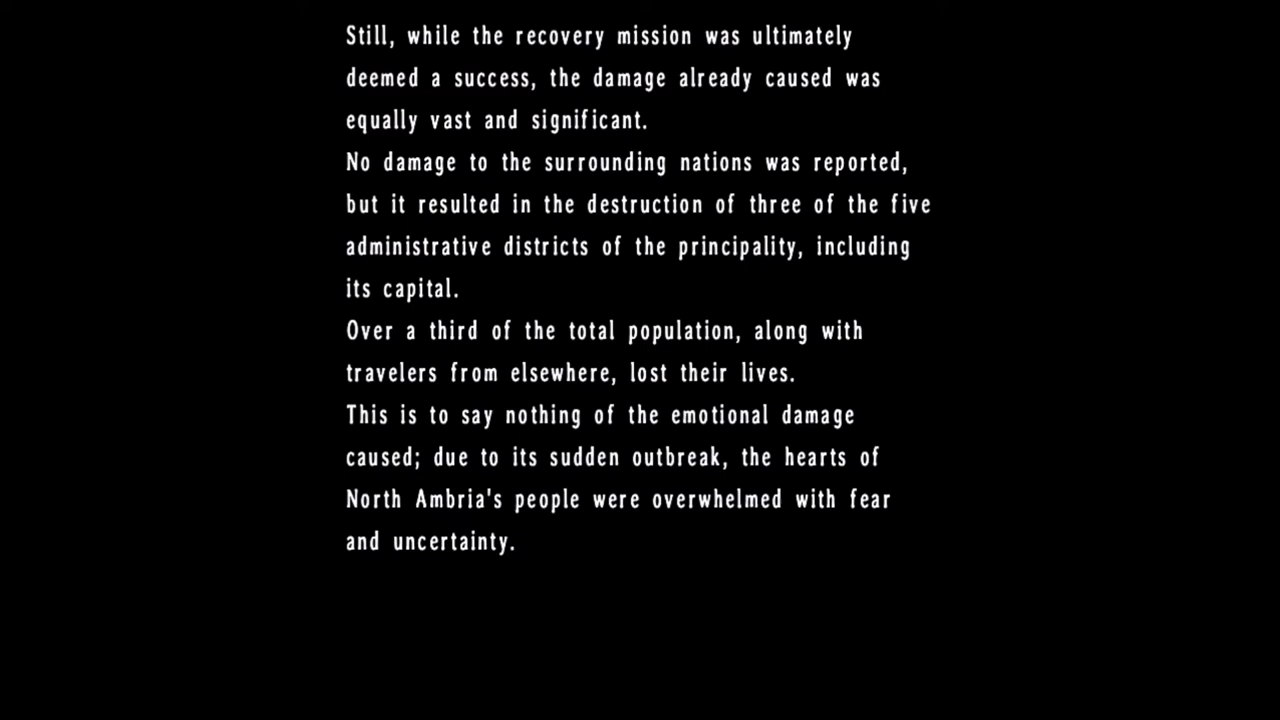 Still, while the recovery mission was ultimately
deemed a success, the damage already caused was
equally vast and significant.
No damage to the surrounding nations was reported,
but it resulted in the destruction of three of the five
administrative districts of the principality, including
its capital.
Over a third of the total population, along with
travelers from elsewhere, lost their lives.
This is to say nothing of the emotional damage
caused; due to its sudden outbreak, the hearts of
North Ambria's people were overwhelmed with fear
and uncertainty.